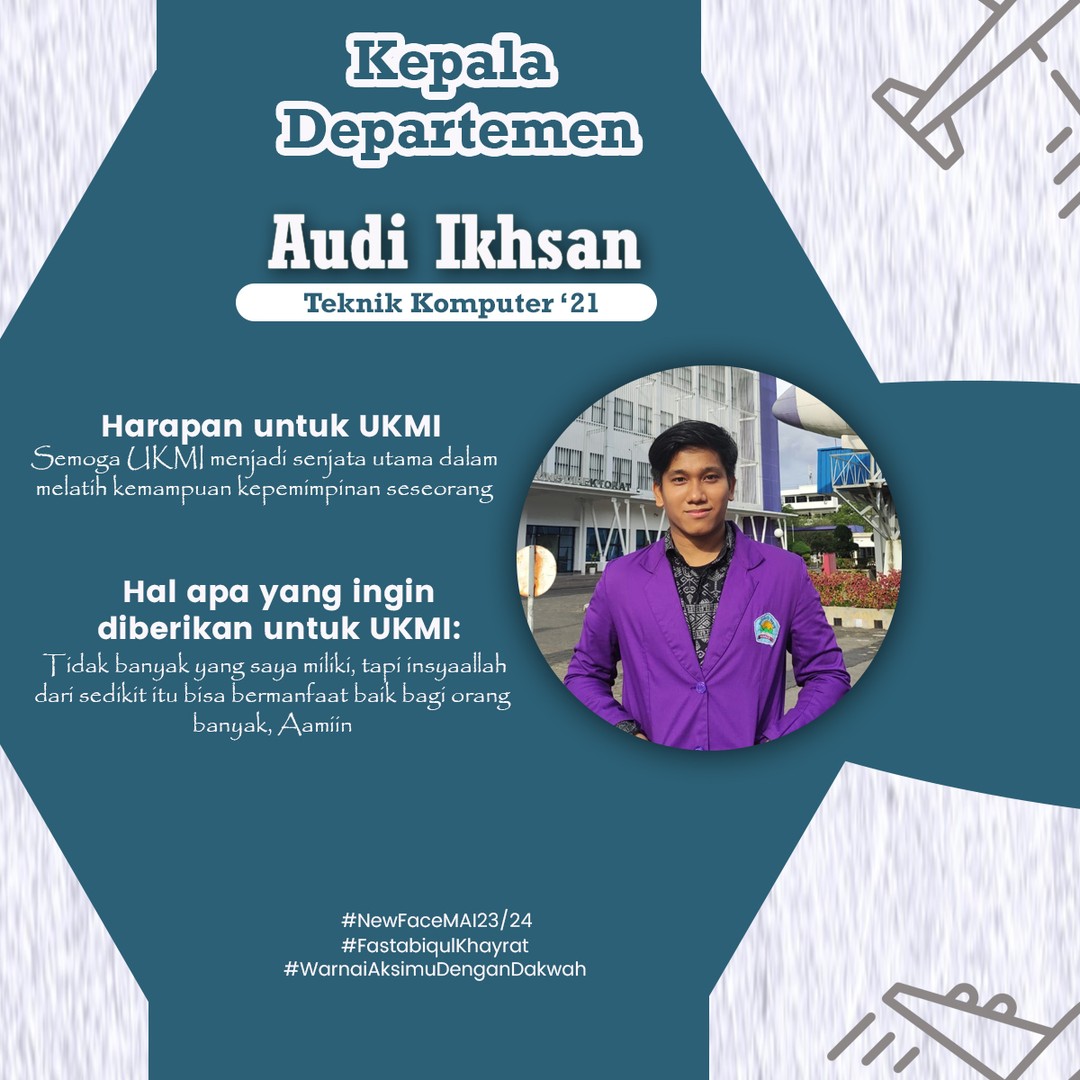 Kepala
Departemen
Audi Ikhsan
Teknik Komputer ‘21
Harapan untuk UKMI
Semoga UKMI menjadi senjata utama dalam
melatih kemampuan kepemimpinan seseorang
Hal apa yang ingin
diberikan untuk UKMI:
Tidak banyak yang saya miliki, tapi insyaallah
dari sedikit itu bisa bermanfaat baik bagi orang
banyak, Aamiin
#NewFaceMAI23/24
#FastabiqulKhayrat
#WarnaiAksimuDenganDakwah